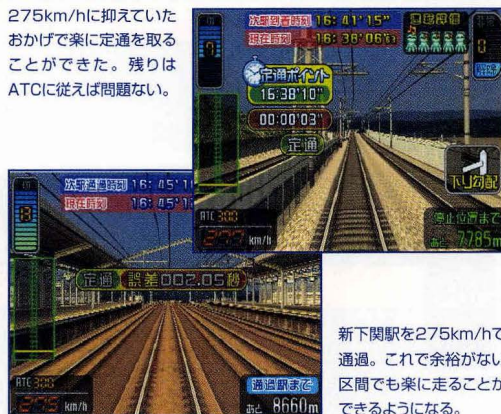 275km/hに抑えていた
おかげで楽に定通を取る
ことができた。残りは
ATCに従えば問題ない。
次駅到着時刻 16:41'15"
現在時刻 16:38'06"
運転評価
定通ポイント
16:38'10"
00:00'03"
定通
下り勾配
ATC 300
km/h
停止位置まで
あと 7785m
次駅通過時刻 16:45'1
現在時刻 16:45'1
定通 誤差002.05秒
ATC 300
km/h
通過駅まで
あと 8660m
新下関駅を275km/hで
通過。これで余裕がない
区間でも楽に走ることが
できるようになる。